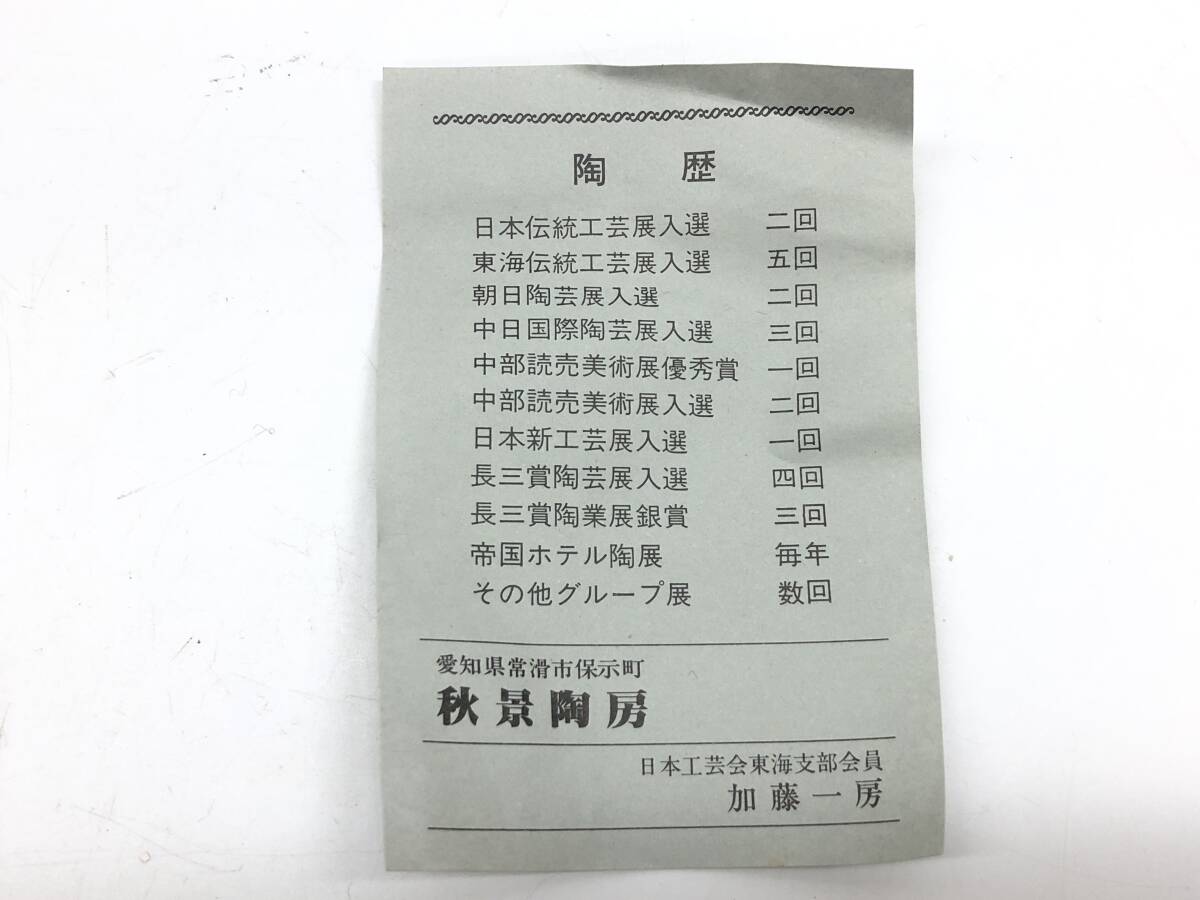 陶歴
日本伝統工芸展入選 二回
東海伝統工芸展入選 五回
朝日陶芸展入選 二回
中日国際陶芸展入選 三回
中部読売美術展優秀賞 一回
中部読売美術展入選 二回
日本新工芸展入選 一回
長三賞陶芸展入選 四回
長三賞陶業展銀賞 三回
帝国ホテル陶展 毎年
その他グループ展 数回
愛知県常滑市保示町
秋景陶房
日本工芸会東海支部会員
加藤一房